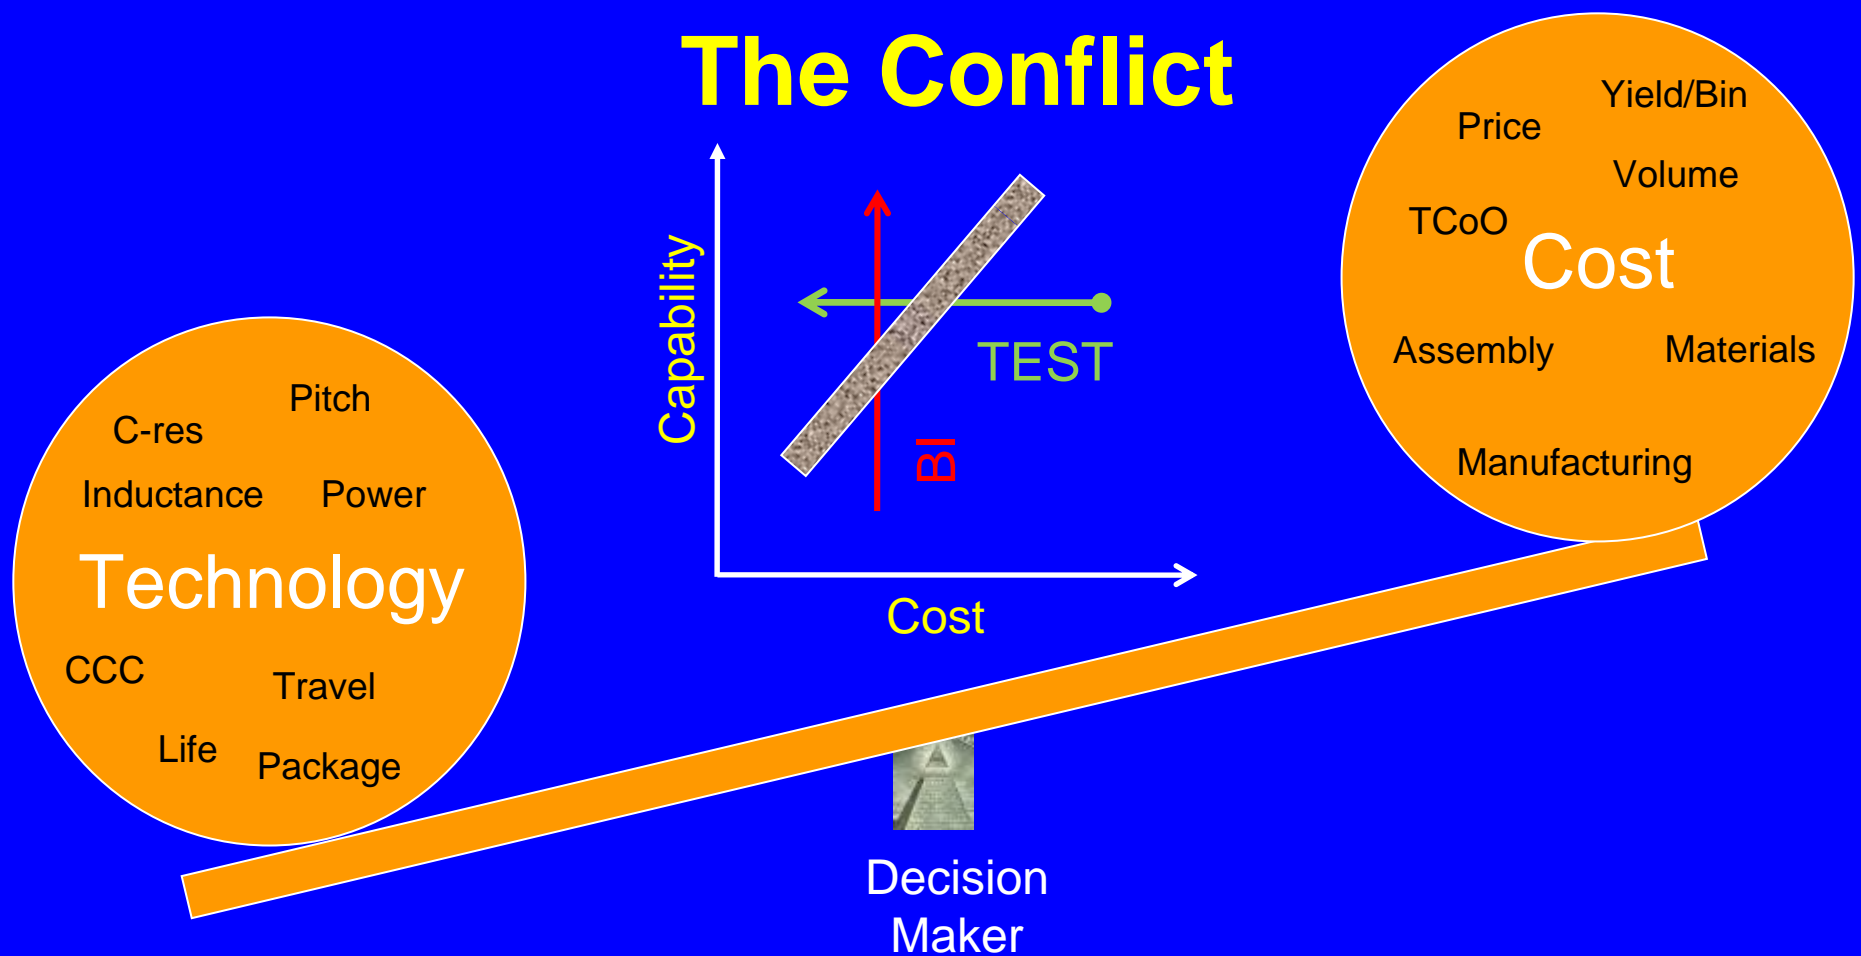 The Conflict
Capability
TEST
BI
Cost
Pitch
C-res
Inductance
Power
Technology
CCC
Travel
Life
Package
Yield/Bin
Price
Volume
TCoO
Cost
Assembly
Materials
Manufacturing
Decision
Maker